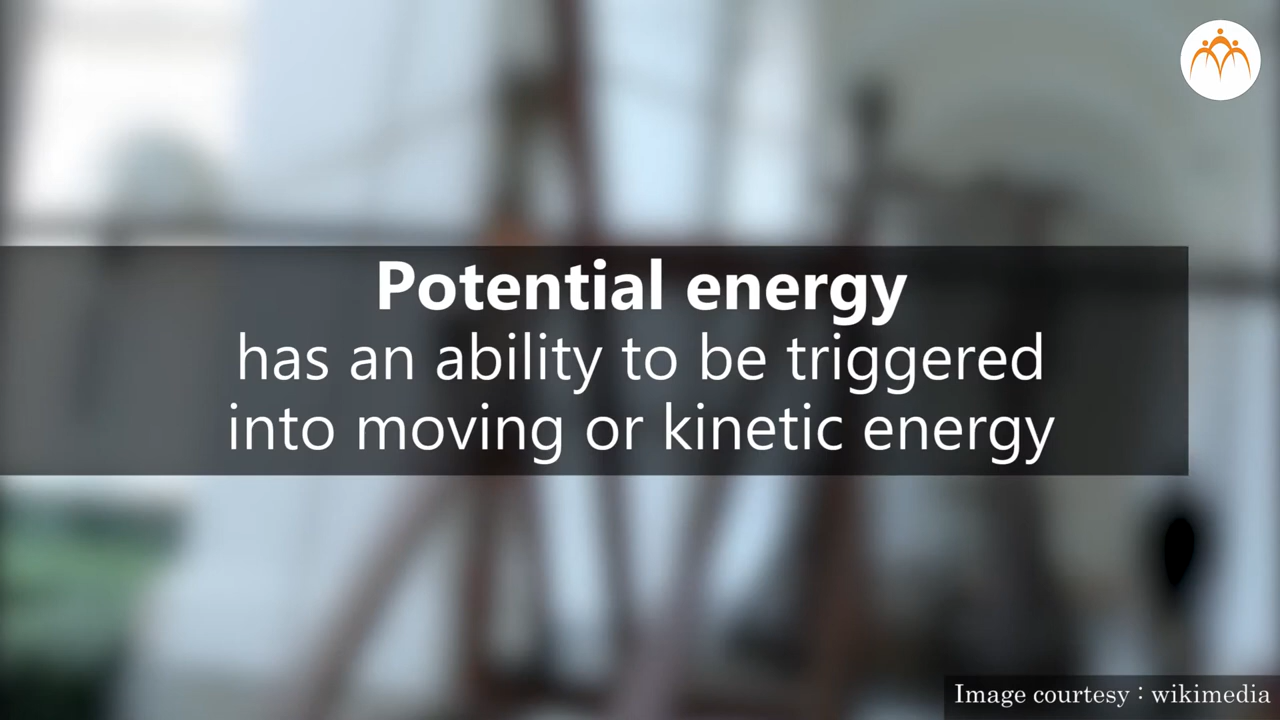 Potential energy
has an ability to be triggered
into moving or kinetic energy
Image courtesy : wikimedia